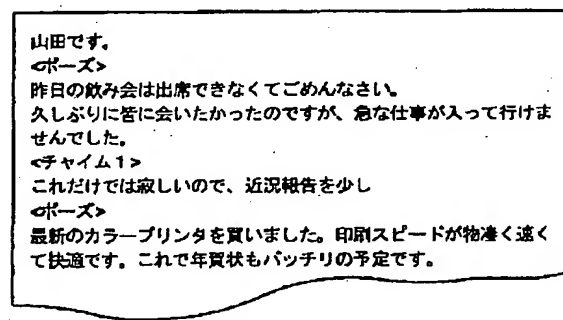 山田です。
<ポーズ>
昨日の飲み会は出席できなくてごめんなさい。
久しぶりに皆に会いたかったのですが、急な仕事が入って行けま
せんでした。
<チャイム1>
これだけでは寂しいので、近況報告を少し
<ポーズ>
最新のカラープリンタを買いました。印刷スピードが物凄く速く
て快適です。これで年賀状もバッチリの予定です。